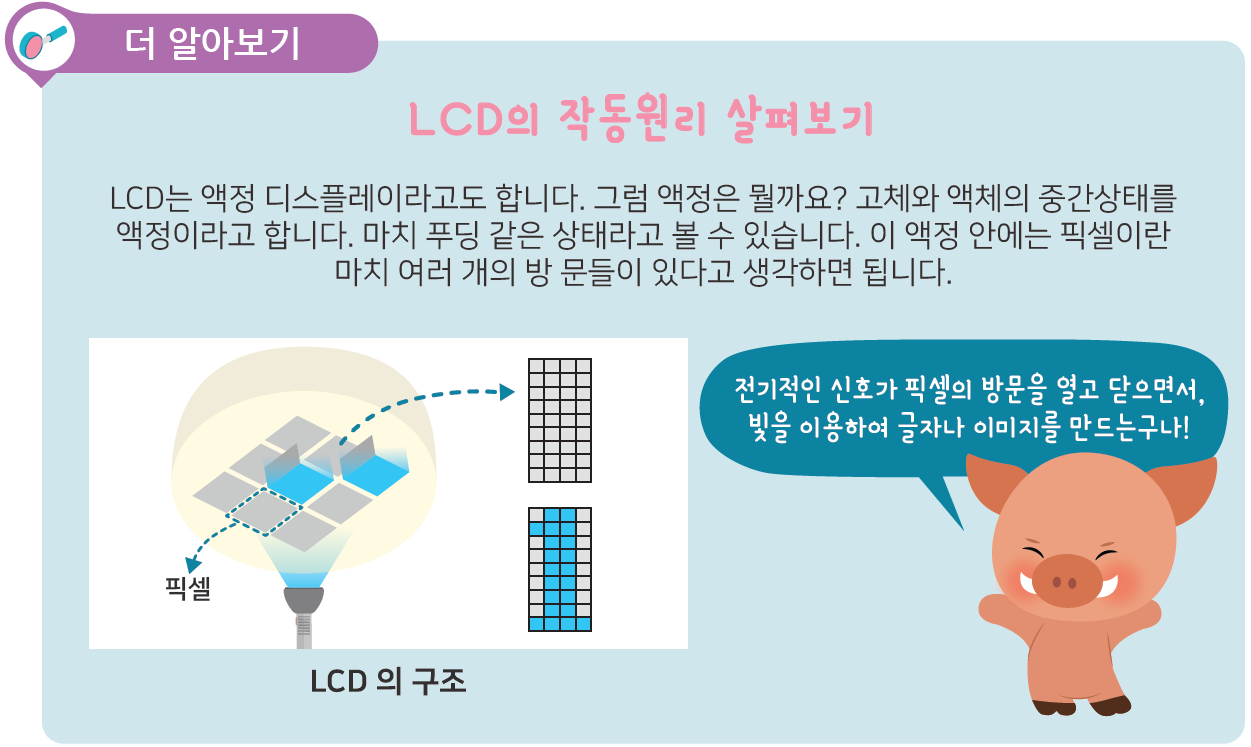 더 알아보기
LCD의 작동원리 살펴보기
LCD는 액정 디스플레이라고도 합니다. 그럼 액정은 뭘까요? 고체와 액체의 중간상태를
액정이라고 합니다. 마치 푸딩 같은 상태라고 볼 수 있습니다. 이 액정 안에는 픽셀이란
마치 여러 개의 방 문들이 있다고 생각하면 됩니다.
전기적인 신호가 픽셀의 방문을 열고 닫으면서,
빛을 이용하여 글자나 이미지를 만드는구나!
픽셀
LCD 의 구조